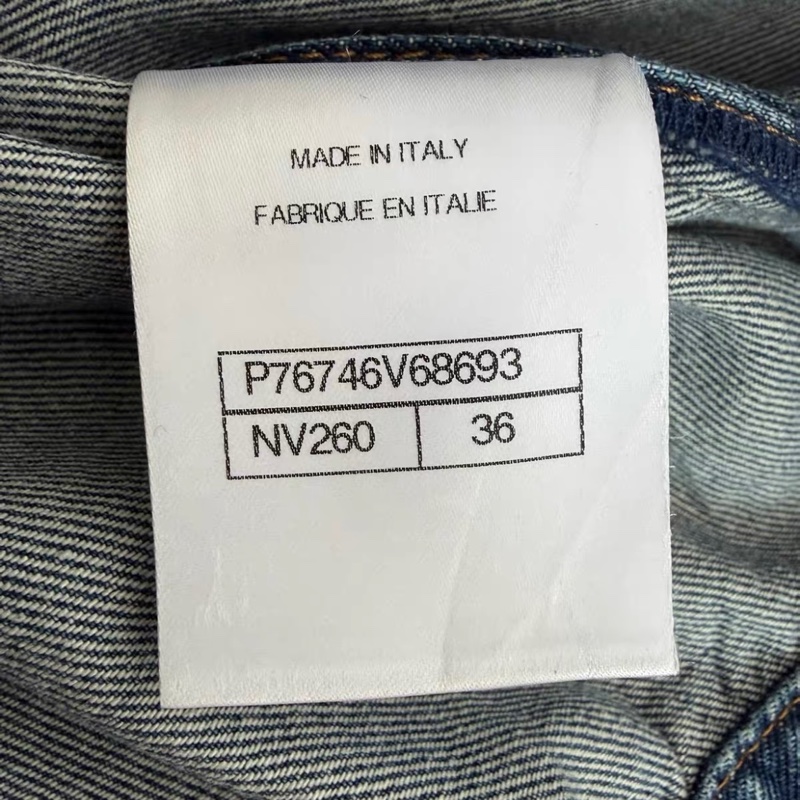 MADE IN ITALY
FABRIQUE EN ITALIE
P76746V68693
NV260 36